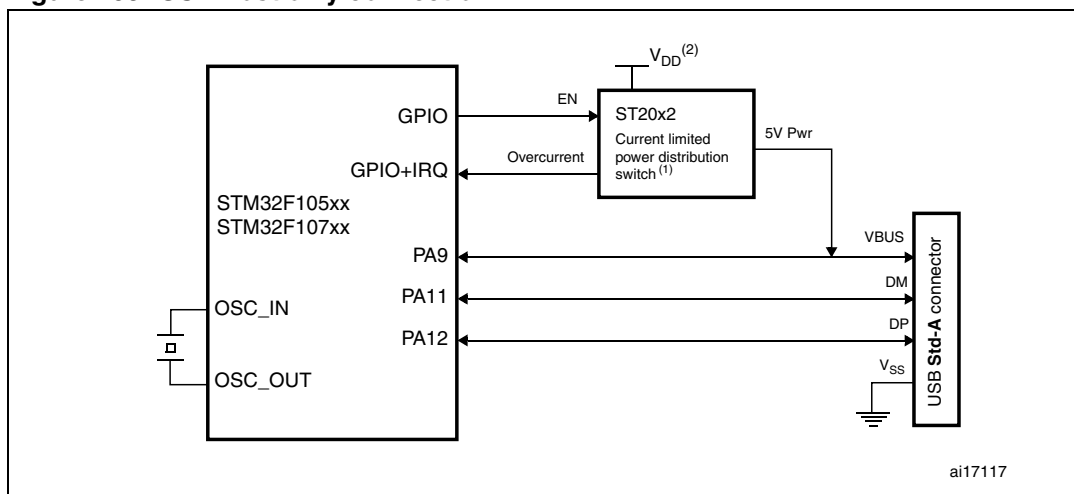 V_DD(2)
EN
ST20x2
GPIO
Current limited
power distribution
switch (1)
5V Pwr
Overcurrent
GPIO+IRQ
STM32F105xx
STM32F107xx
PA9
VBUS
PA11
DM
OSC_IN
PA12
DP
OSC_OUT
V_SS
USB Std-A connector
ai17117